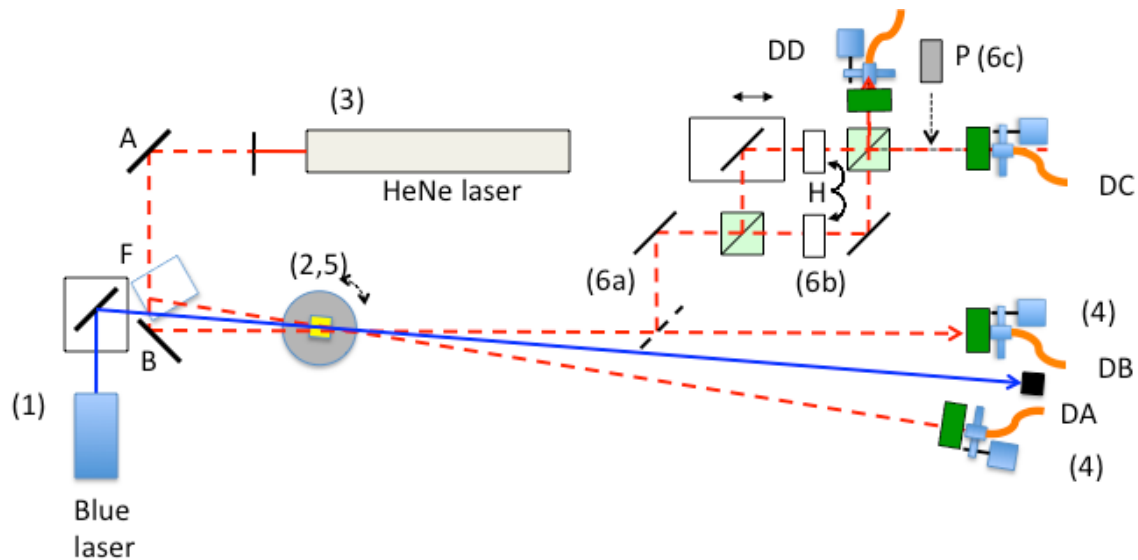 DD
P (6c)
(3)
A
HeNe laser
DC
H
F
(2,5)
(6a)
(6b)
(4)
B
DB
(1)
DA
(4)
Blue
laser